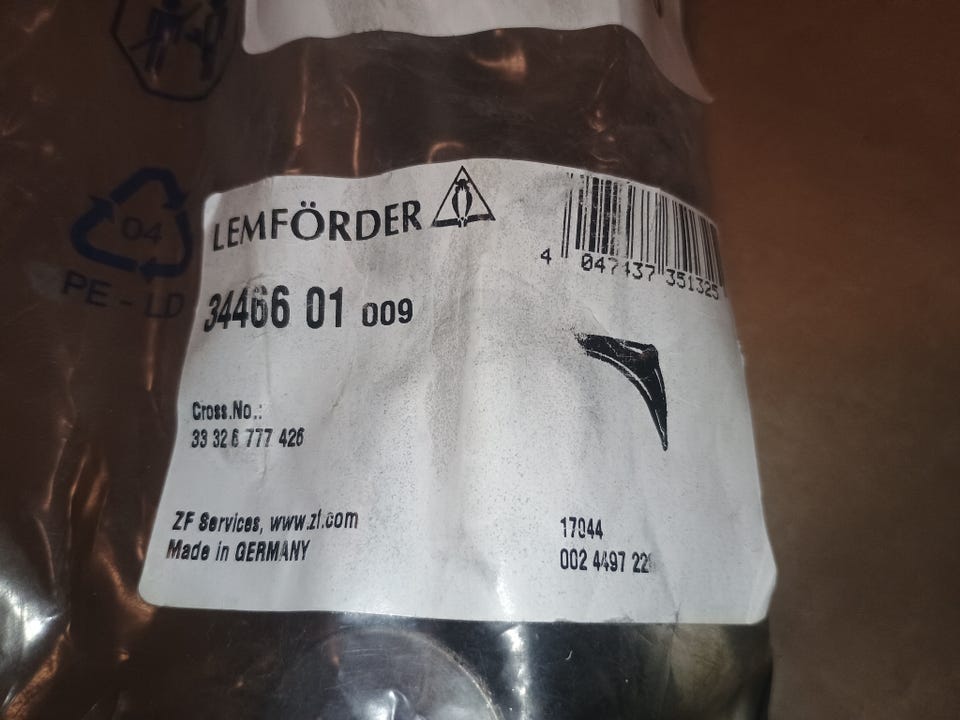 LEMFÖRDER
4 047437 351325
04
PE-LD
34466 01 009
Cross.No.:
33 32 6 777 426
ZF Services, www.zf.com
Made in GERMANY
17044
002 4497 22